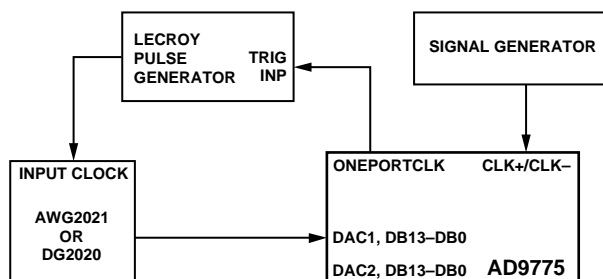 LECROY
PULSE
GENERATOR
TRIG
INP
SIGNAL GENERATOR
INPUT CLOCK
AWG2021
OR
DG2020
ONEPORTCLK CLK+/CLK–
DAC1, DB13–DB0
DAC2, DB13–DB0 AD9775